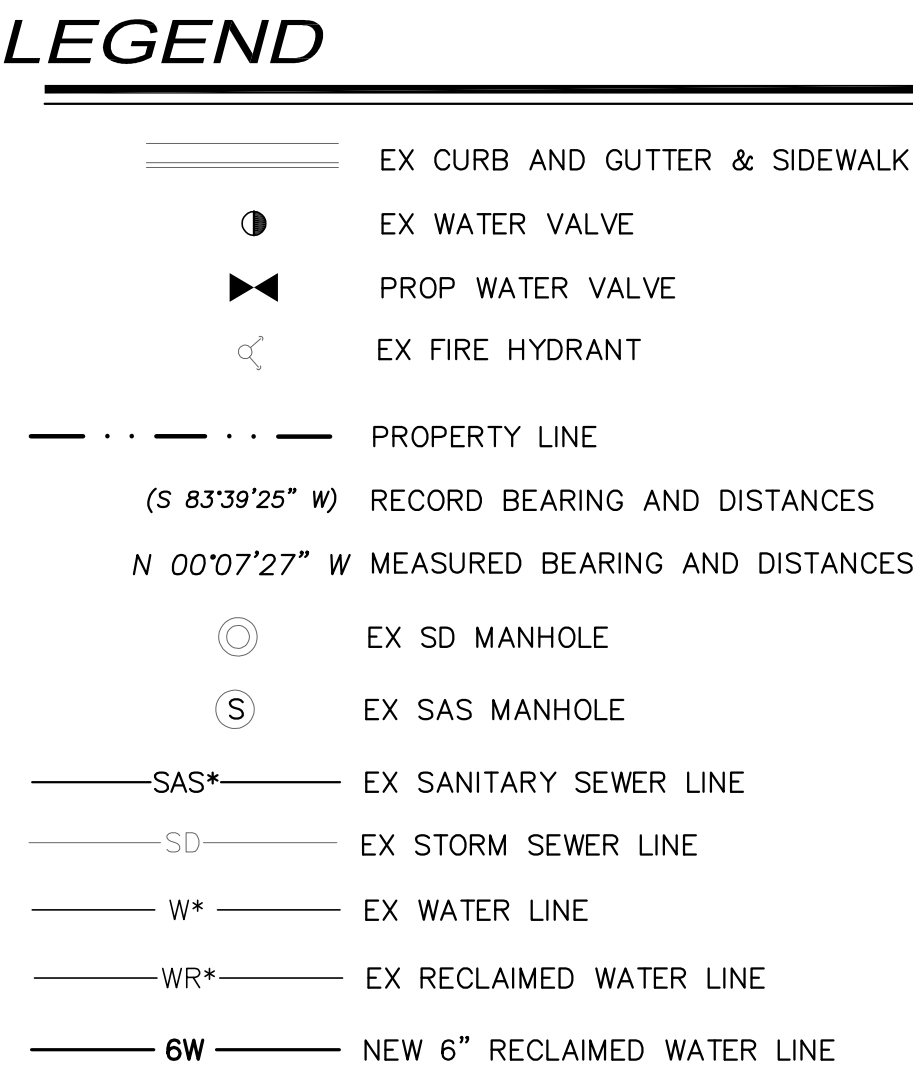 LEGEND
EX CURB AND GUTTER & SIDEWALK
EX WATER VALVE
PROP WATER VALVE
EX FIRE HYDRANT
PROPERTY LINE
(S 83°39'25" W) RECORD BEARING AND DISTANCES
N 00°07'27" W MEASURED BEARING AND DISTANCES
EX SD MANHOLE
S EX SAS MANHOLE
SAS* EX SANITARY SEWER LINE
SD EX STORM SEWER LINE
W* EX WATER LINE
WR* EX RECLAIMED WATER LINE
6W NEW 6" RECLAIMED WATER LINE